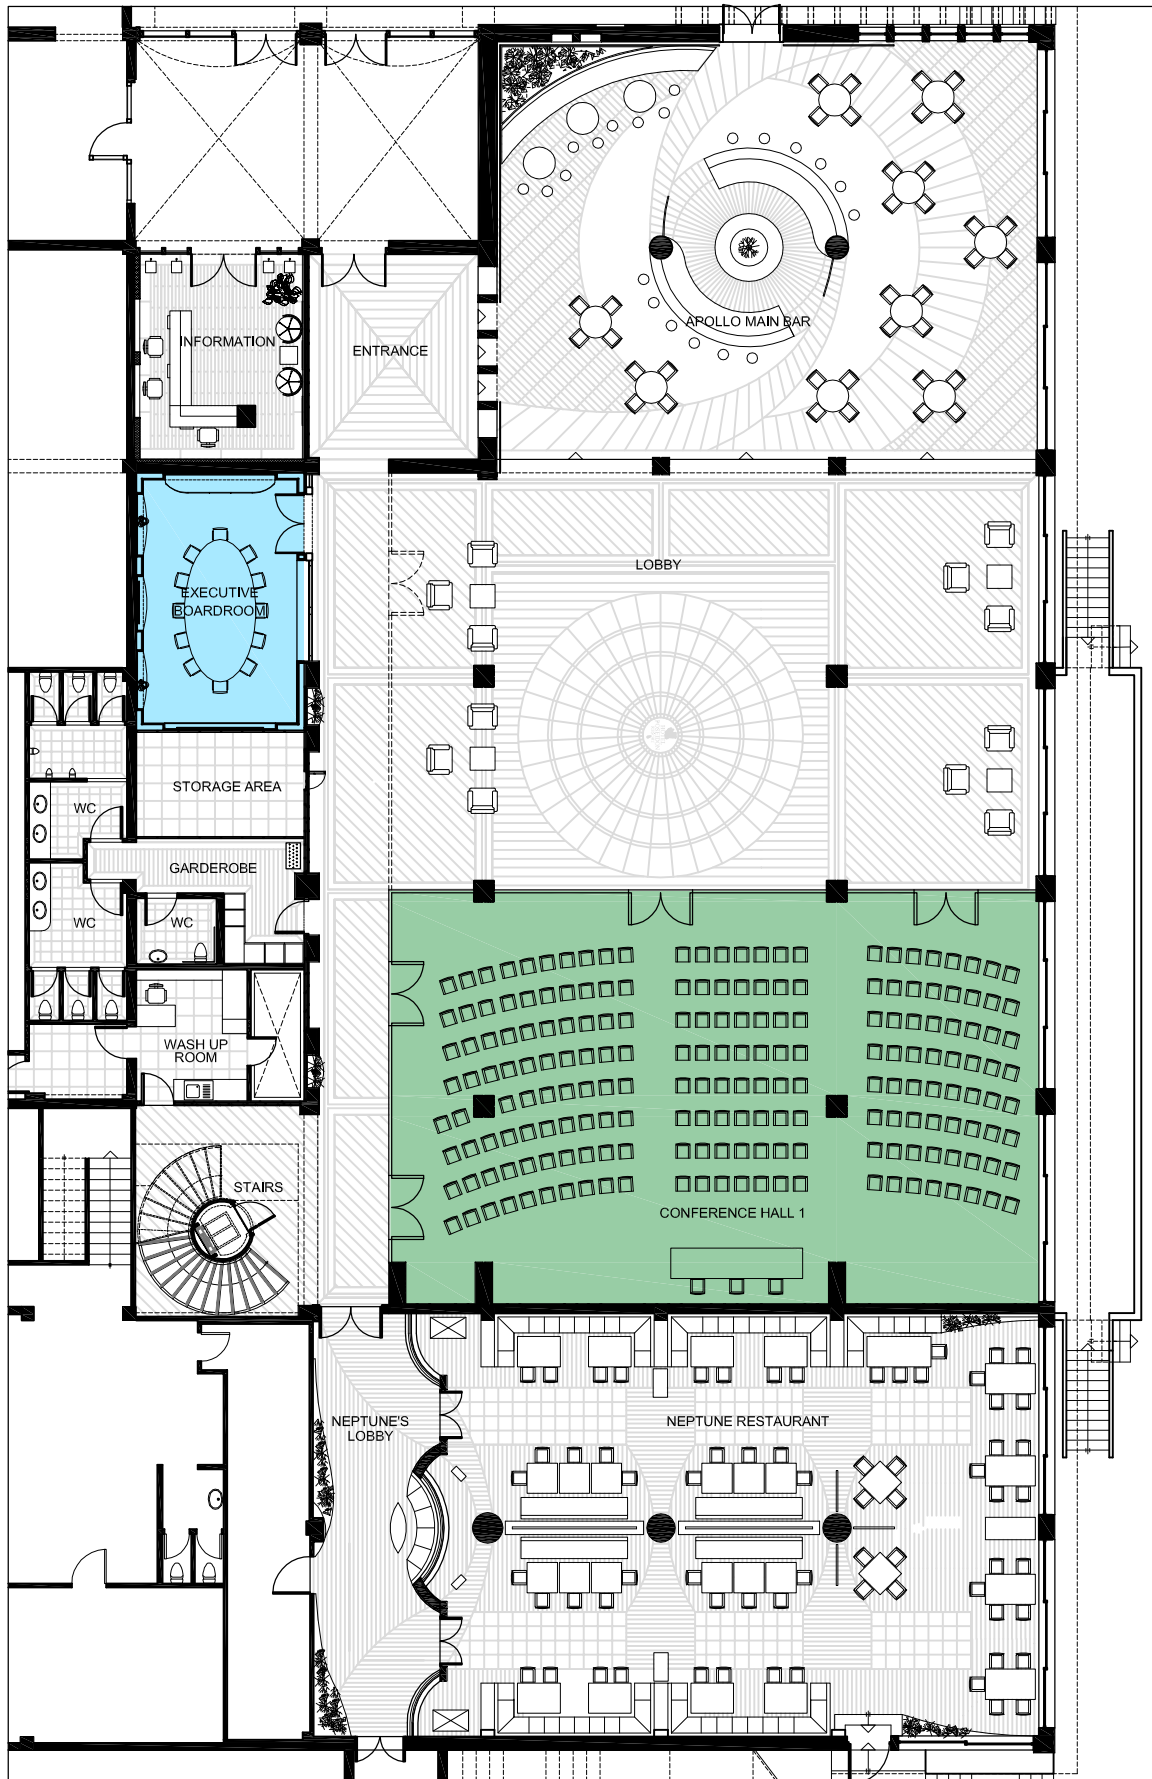 INFORMATION
ENTRANCE
APOLLO MAIN BAR
EXECUTIVE
BOARDROOM
LOBBY
STORAGE AREA
WC
GARDEROBE
WC
WC
WASH UP
ROOM
STAIRS
CONFERENCE HALL 1
NEPTUNE'S
LOBBY
NEPTUNE RESTAURANT